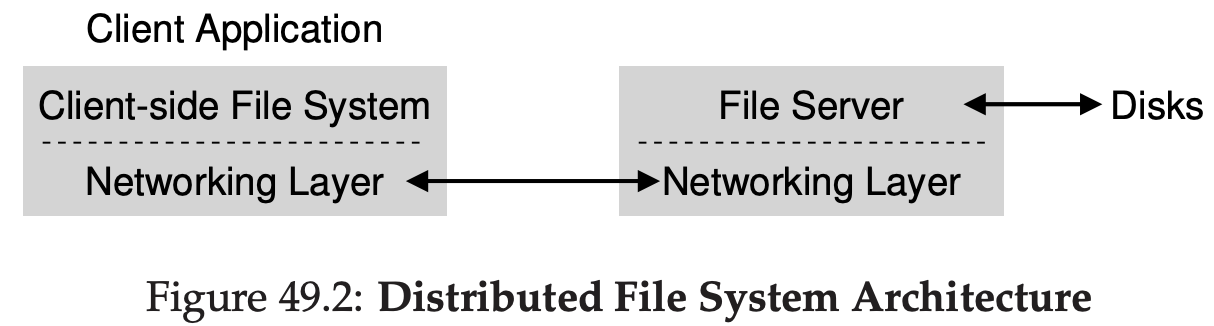 Client Application
Client-side File System
File Server
Disks
Networking Layer
Networking Layer
Figure 49.2: Distributed File System Architecture